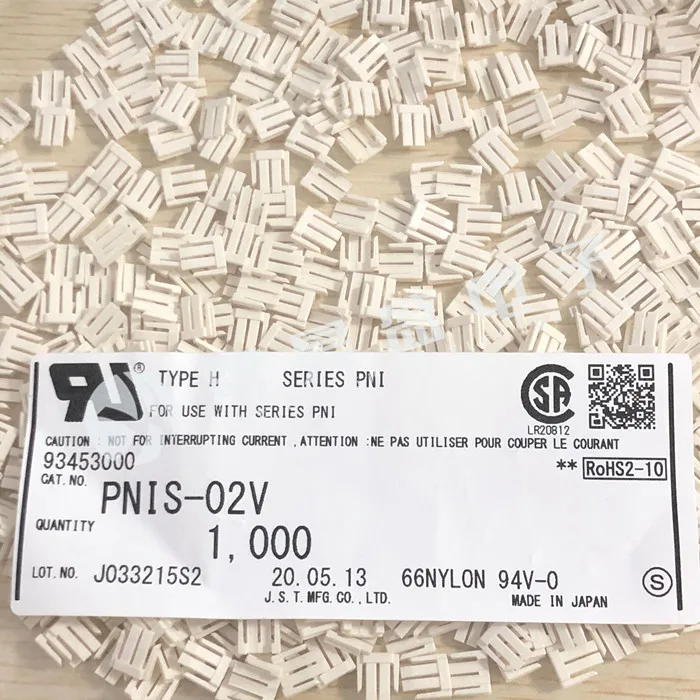 TYPE H SERIES PNI
FOR USE WITH SERIES PNI
LR20812
CAUTION : NOT FOR INTERRUPTING CURRENT ,ATTENTION :NE PAS UTILISER POUR COUPER LE COURANT
93453000 ** RoHS2-10
CAT.NO. PNIS-02V
QUANTITY 1,000
LOT.NO. J033215S2 20.05.13 66NYLON 94V-0 S
J.S.T.MFG.CO.,LTD. MADE IN JAPAN